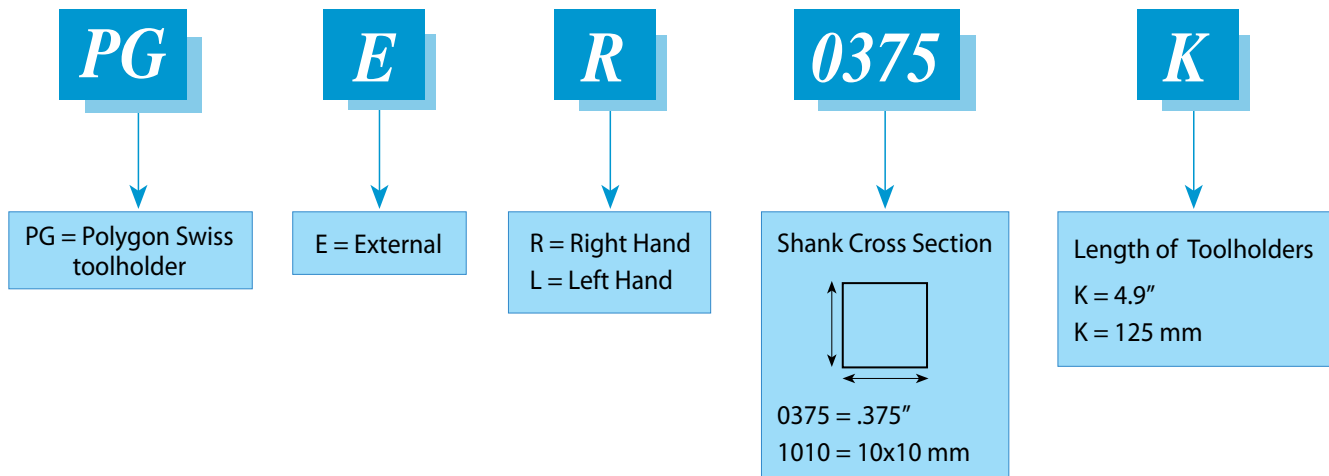 PG
E
R
0375
K
PG = Polygon Swiss
toolholder
E = External
R = Right Hand
L = Left Hand
Shank Cross Section
0375 = .375″
1010 = 10x10 mm
Length of Toolholders
K = 4.9″
K = 125 mm